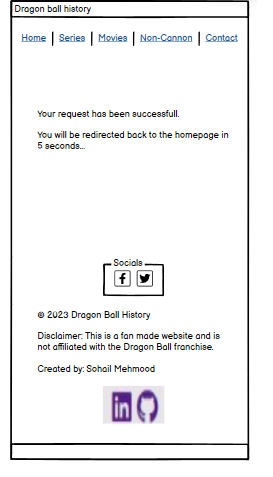 Dragon ball history
Home | Series | Movies | Non-Cannon | Contact
Your request has been successfull.
You will be redirected back to the homepage in
5 seconds...
Socials
© 2023 Dragon Ball History
Disclaimer: This is a fan made website and is
not affiliated with the Dragon Ball franchise.
Created by: Sohail Mehmood